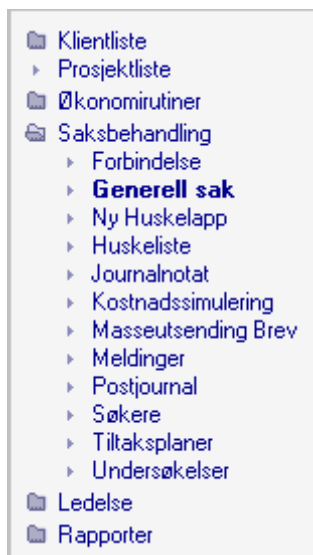 Klientliste
Prosjektliste
Økonomirutiner
Saksbehandling
Forbindelse
Generell sak
Ny Huskelapp
Huskeliste
Journalnotat
Kostnadssimulering
Masseutsending Brev
Meldinger
Postjournal
Søkere
Tiltaksplaner
Undersøkelser
Ledelse
Rapporter